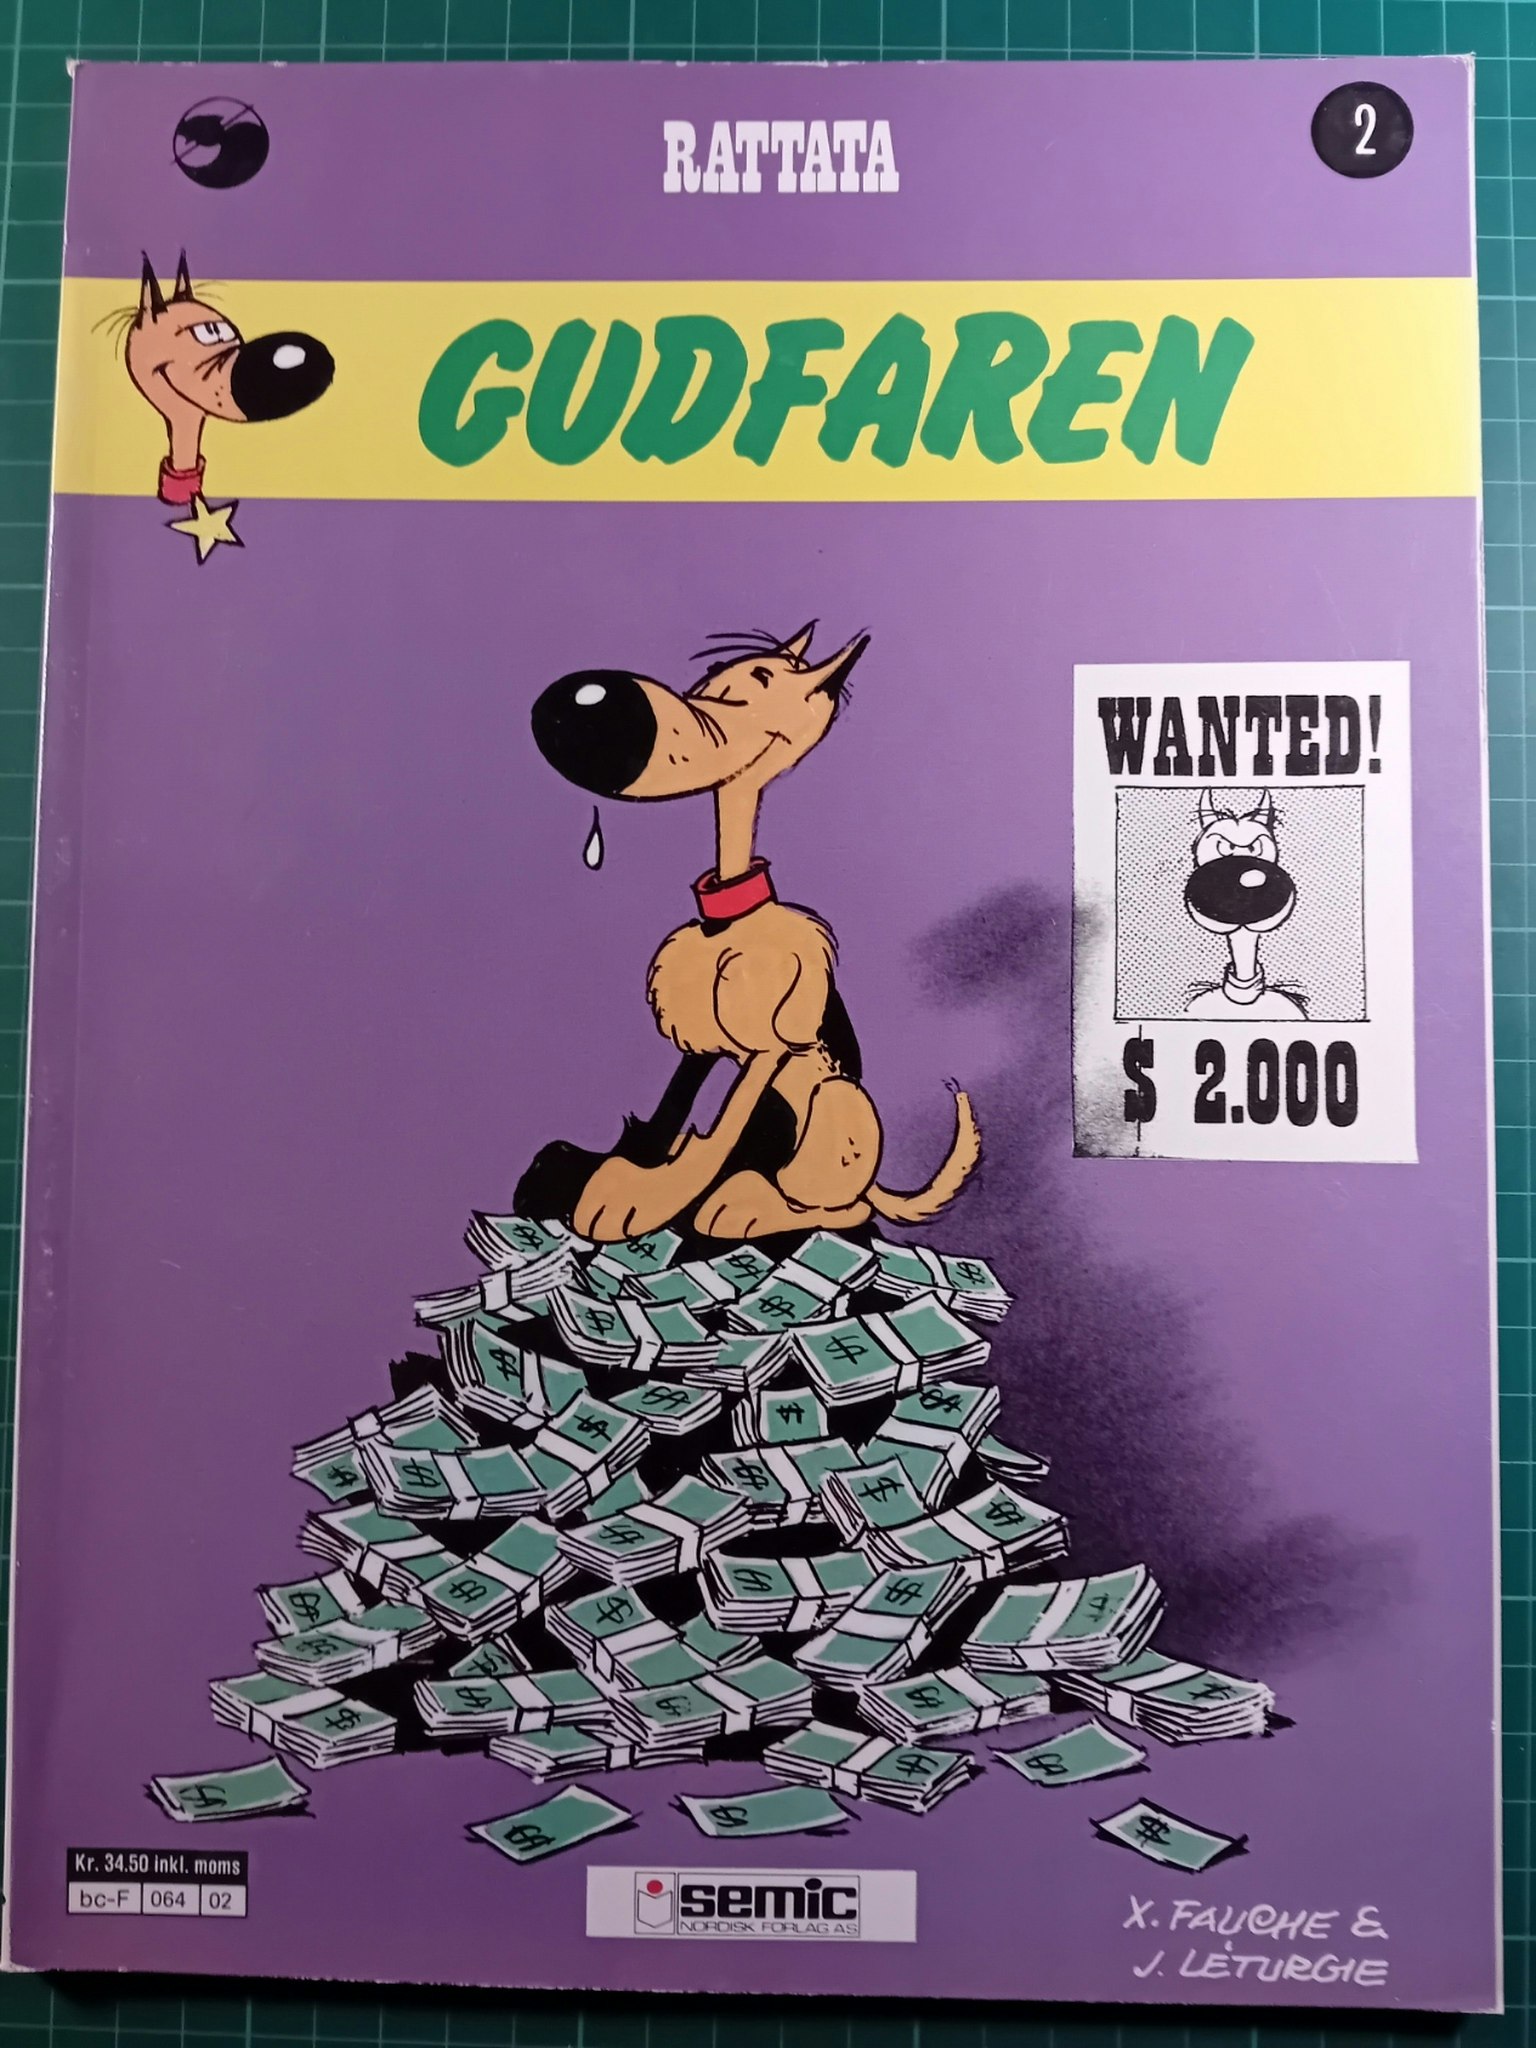 RATTATA
2
GUDFAREN
WANTED!
$ 2.000
Kr. 34.50 inkl. moms
bc-F 064 02
semic
NORDISK FORLAG AS
X. FAUCHE &
J. LÉTURGIE